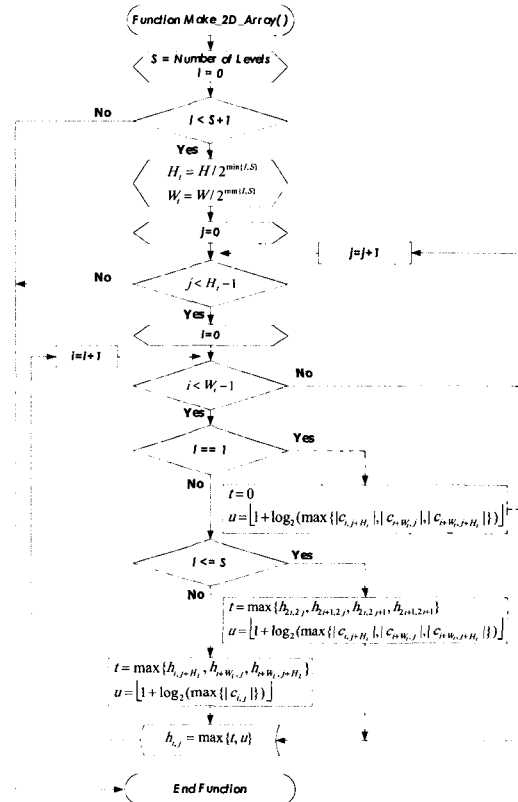 Function Make_2D_Array()
S = Number of Levels
l = 0
No
l < S+1
Yes
H_l = H/2^min{l,S}
W_l = W/2^min{l,S}
j=0
j=j+1
No
j < H_l −1
Yes
i=0
i=i+1
No
i < W_l −1
Yes
l == 1
Yes
No
t = 0
u = ⌊1+log₂(max{|c_{i,j+H_l}|,|c_{i+W_l,j}|,|c_{i+W_l,j+H_l}|})⌋
l <= S
Yes
No
t = max{h_{2i,2j}, h_{2i+1,2j}, h_{2i,2j+1}, h_{2i+1,2j+1}}
u = ⌊1+log₂(max{|c_{i,j+H_l}|,|c_{i+W_l,j}|,|c_{i+W_l,j+H_l}|})⌋
t = max{h_{i,j+H_l}, h_{i+W_l,j}, h_{i+W_l,j+H_l}}
u = ⌊1+log₂(max{|c_{i,j}|})⌋
h_{i,j} = max{t, u}
End Function